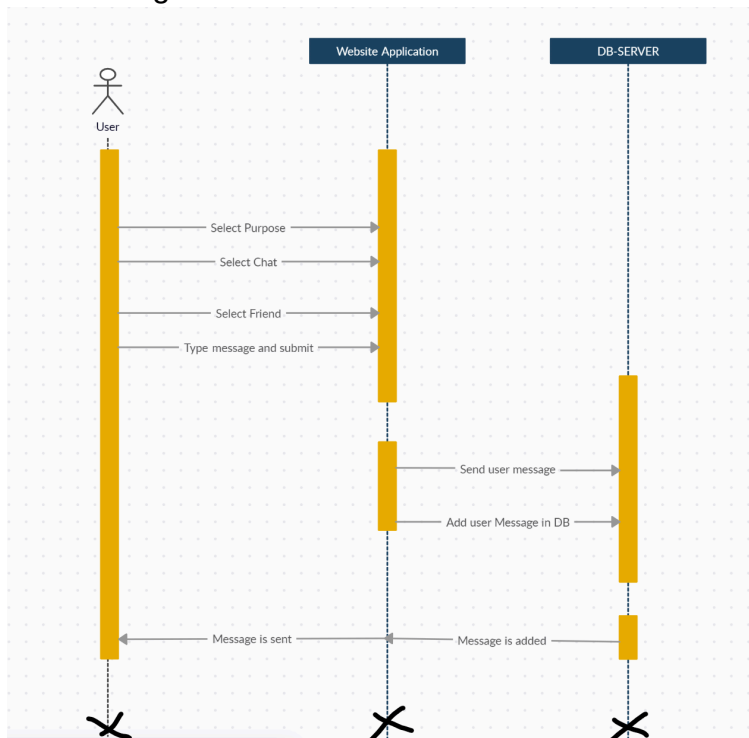 Website Application
DB-SERVER
User
Select Purpose
Select Chat
Select Friend
Type message and submit
Send user message
Add user Message in DB
Message is sent
Message is added